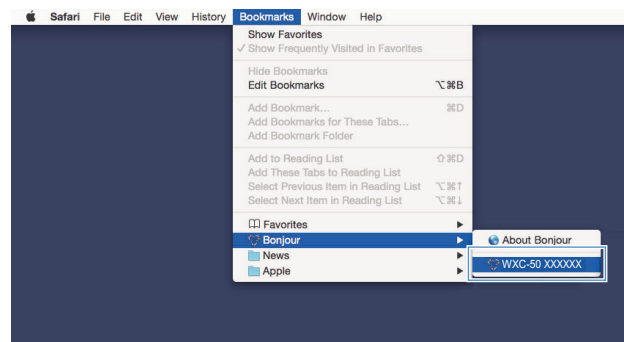 Safari File Edit View History Bookmarks Window Help
Show Favorites
✓ Show Frequently Visited in Favorites
Hide Bookmarks
Edit Bookmarks ⌥⌘B
Add Bookmark... ⌘D
Add Bookmarks for These Tabs...
Add Bookmark Folder
Add to Reading List ⇧⌘D
Add These Tabs to Reading List
Select Previous Item in Reading List ⌥⌘↑
Select Next Item in Reading List ⌥⌘↓
Favorites ▶
Bonjour ▶
About Bonjour
News ▶
WXC-50 XXXXXX
Apple ▶